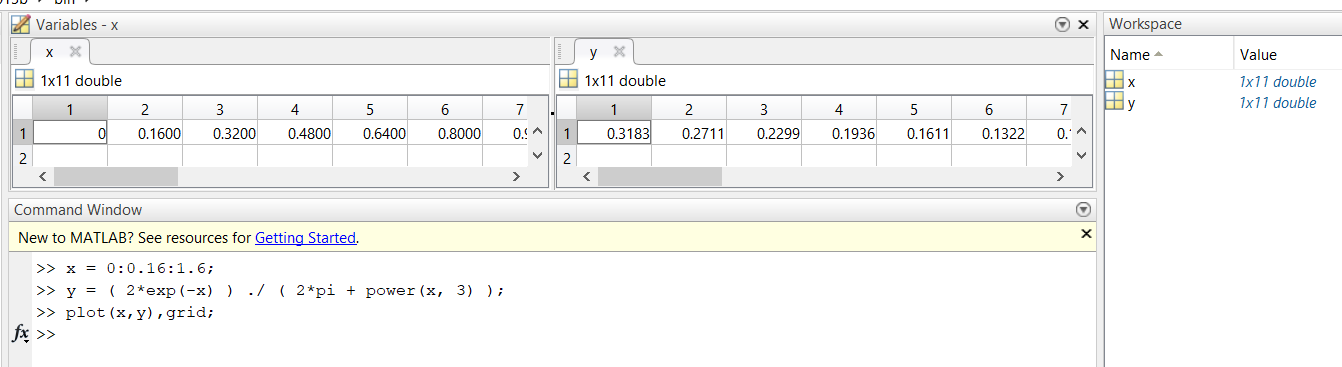 Variables - x
x
1x11 double
1 2 3 4 5 6 7
1 0 0.1600 0.3200 0.4800 0.6400 0.8000
2
y
1x11 double
1 2 3 4 5 6 7
1 0.3183 0.2711 0.2299 0.1936 0.1611 0.1322
2
Workspace
Name Value
x 1x11 double
y 1x11 double
Command Window
New to MATLAB? See resources for Getting Started.
>> x = 0:0.16:1.6;
>> y = ( 2*exp(-x) ) ./ ( 2*pi + power(x, 3) );
>> plot(x,y),grid;
fx >>